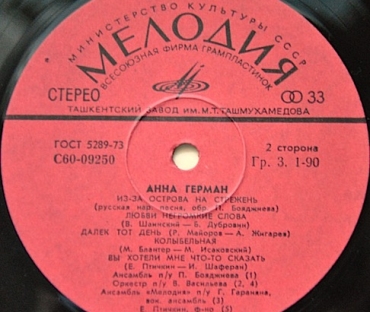 МИНИСТЕРСТВО КУЛЬТУРЫ СССР
МЕЛОДИЯ
ВСЕСОЮЗНАЯ ФИРМА ГРАМПЛАСТИНОК
СТЕРЕО
33
ТАШКЕНТСКИЙ ЗАВОД ИМ. М.Т. ТАШМУХАМЕДОВА
ГОСТ 5289-73
2 сторона
С60-09250
Гр. 3. 1-90
АННА ГЕРМАН
ИЗ-ЗА ОСТРОВА НА СТРЕЖЕНЬ
(русская нар. песня, обр. П. Бояджиева)
ЛЮБВИ НЕГРОМКИЕ СЛОВА
(В. Шаинский — Б. Дубровин)
ДАЛЕК ТОТ ДЕНЬ (Р. Майоров — А. Жигарев)
КОЛЫБЕЛЬНАЯ
(М. Блантер — М. Исаковский)
ВЫ ХОТЕЛИ МНЕ ЧТО-ТО СКАЗАТЬ
(Е. Птичкин — И. Шаферан)
Ансамбль п/у П. Бояджиева (1)
Оркестр п/у В. Васильева (2, 4)
Ансамбль «Мелодия» п/у Г. Гараняна,
вок. ансамбль (3)
Е. Птичкин, ф-но (5)